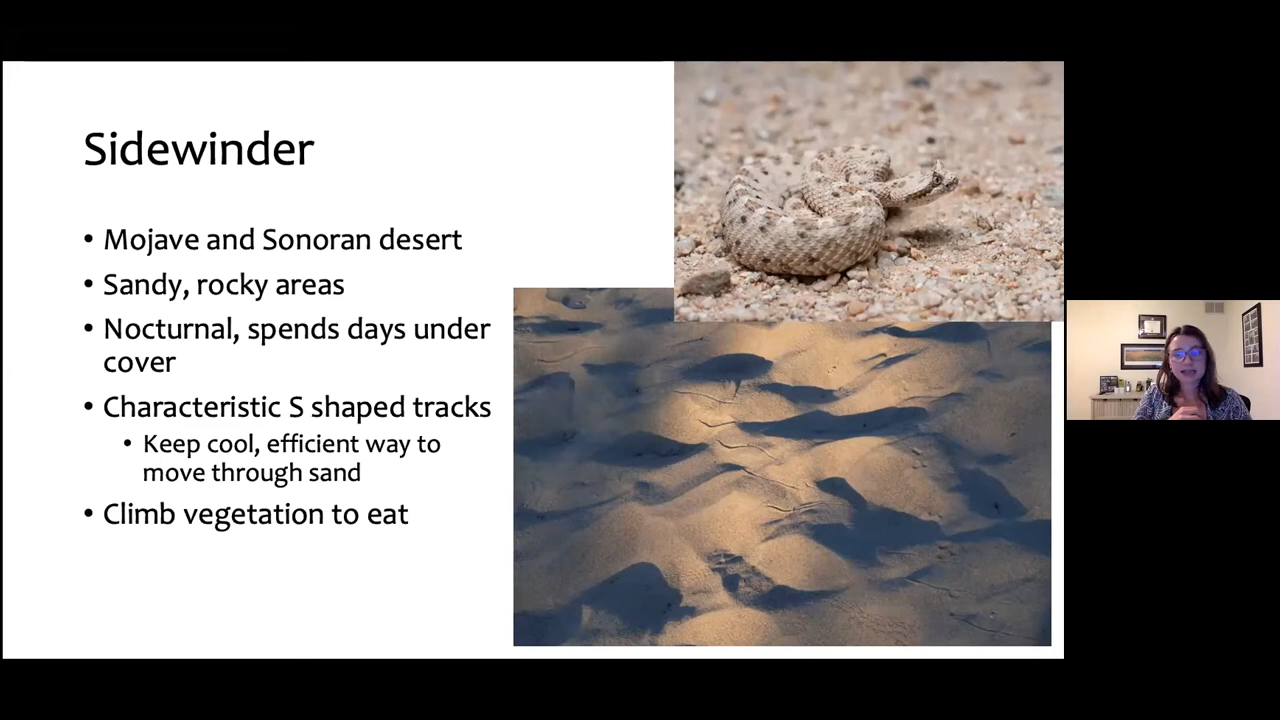 Sidewinder
• Mojave and Sonoran desert
• Sandy, rocky areas
• Nocturnal, spends days under
cover
• Characteristic S shaped tracks
• Keep cool, efficient way to
move through sand
• Climb vegetation to eat